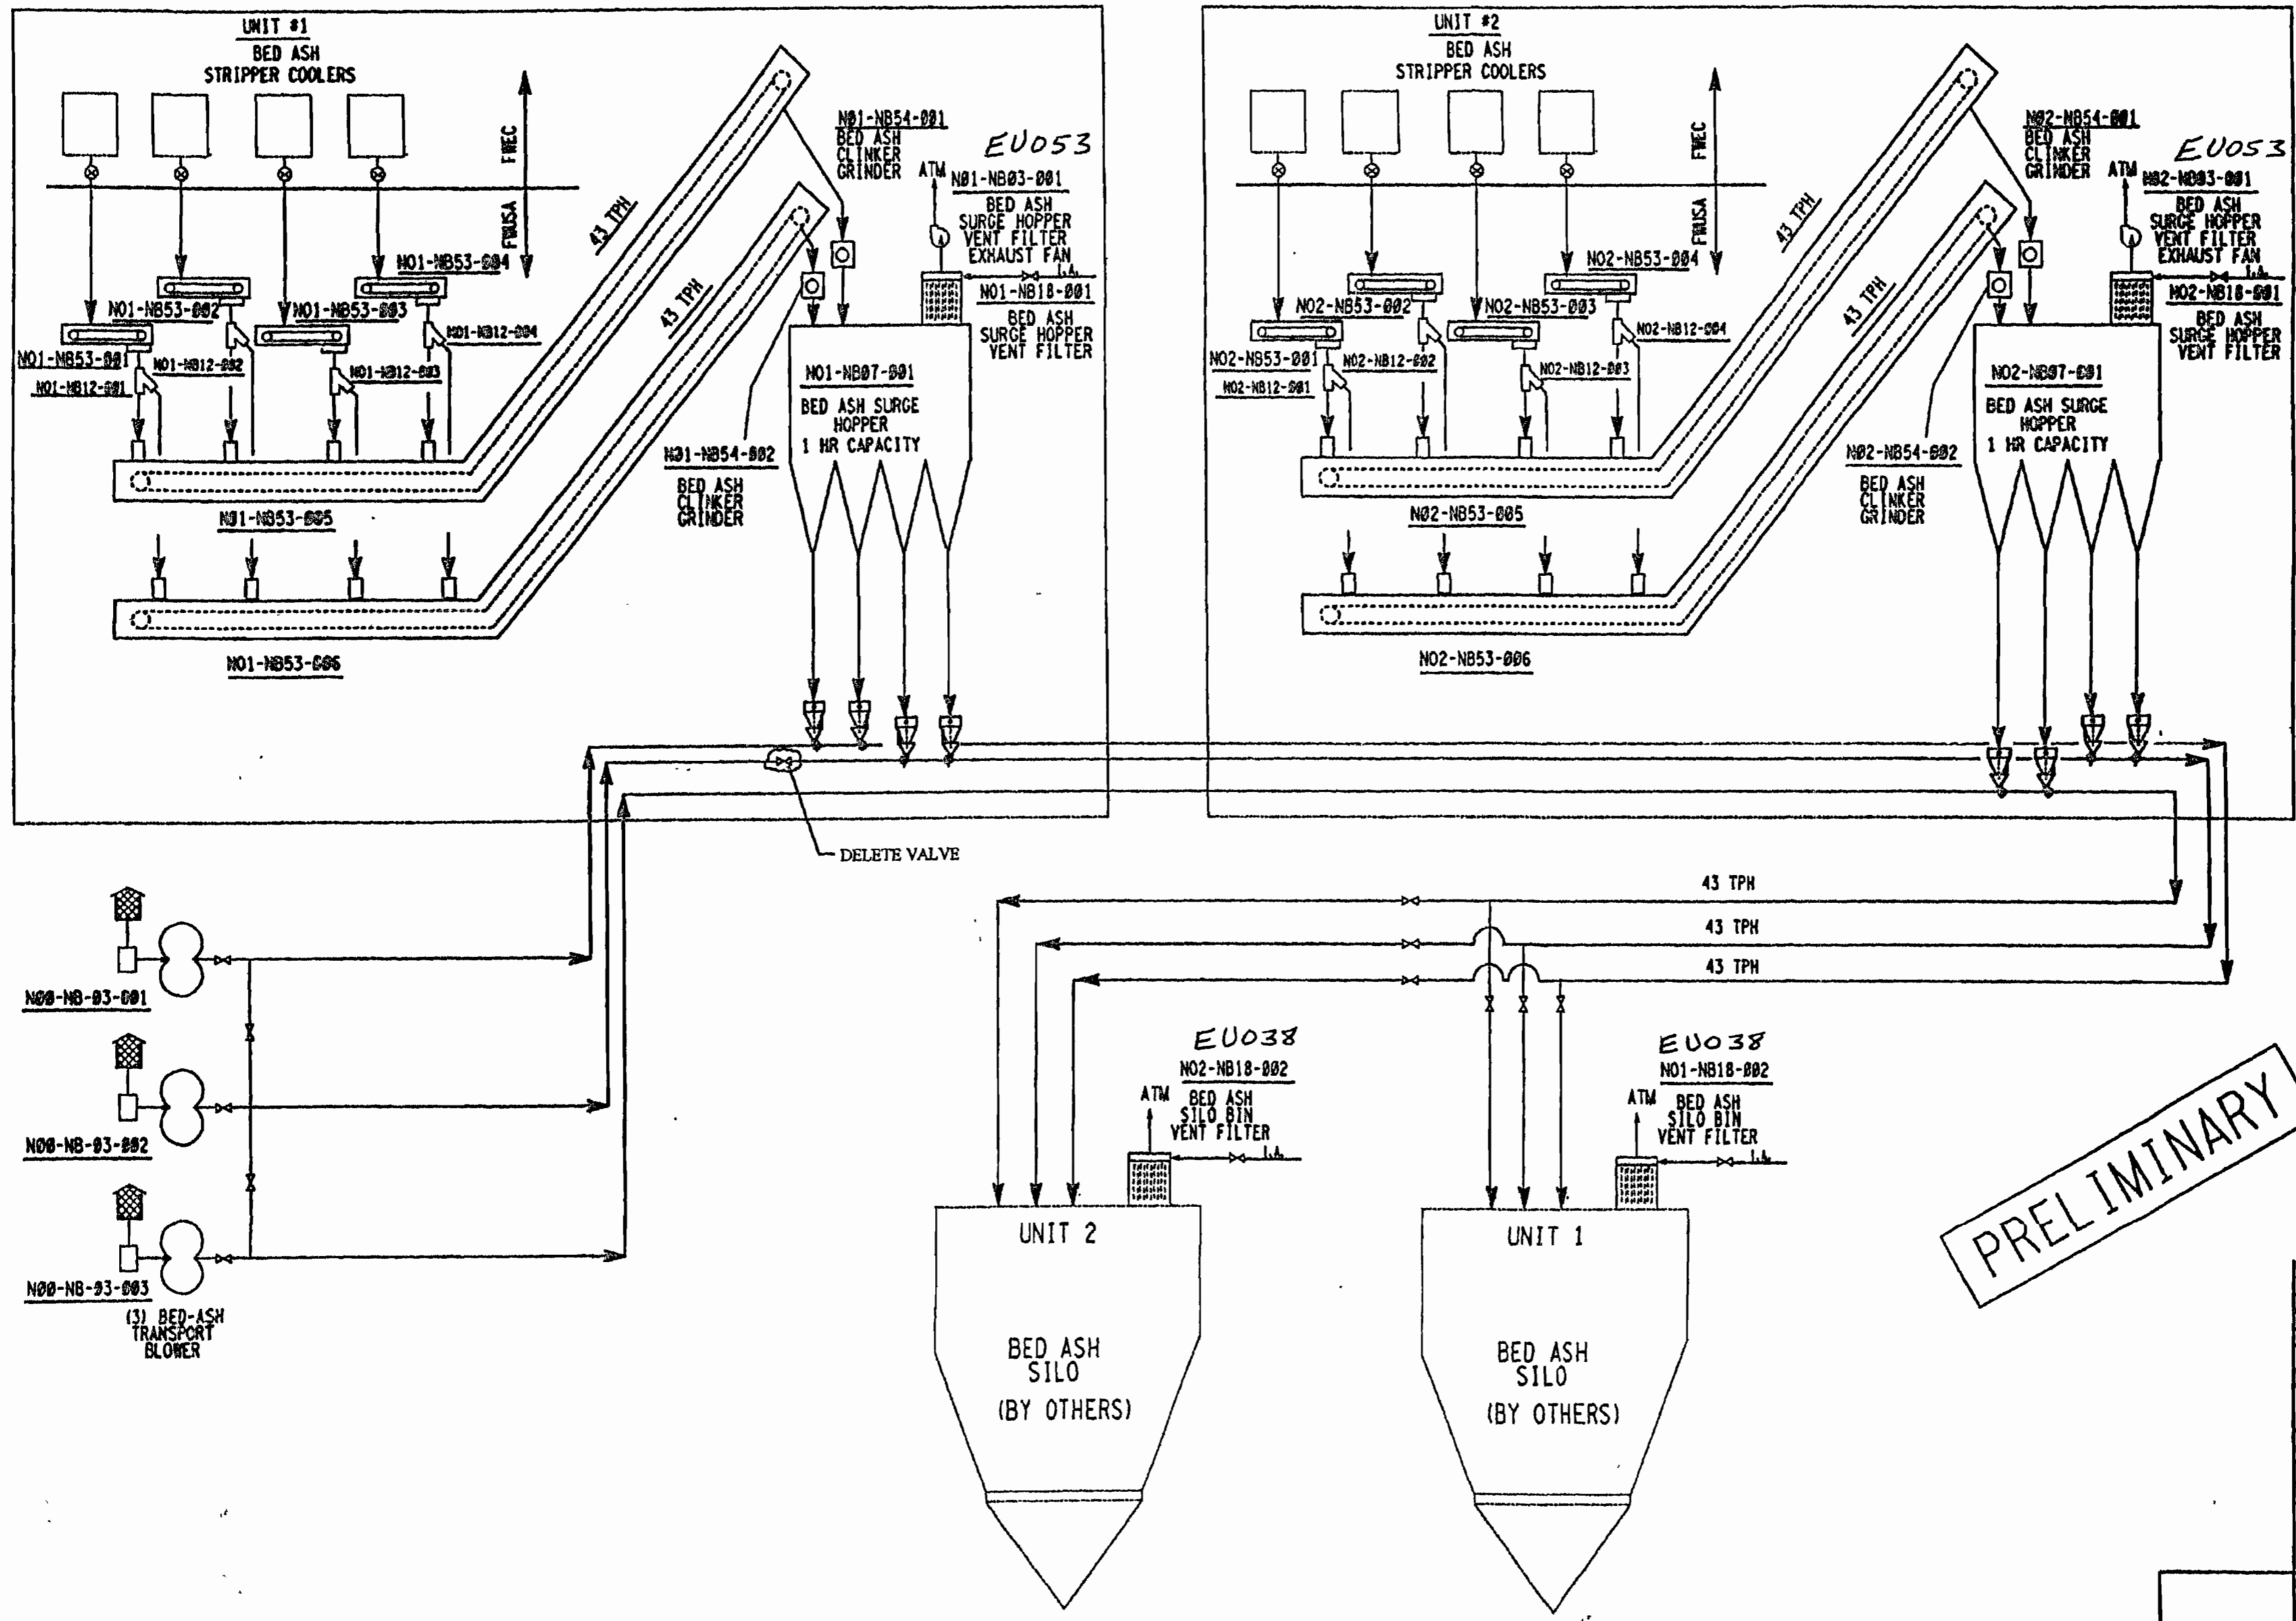 UNIT #1
BED ASH
STRIPPER COOLERS
FWEC
FWUSA
43 TPH
43 TPH
N01-NB54-001
BED ASH
CLINKER
GRINDER
EU053
ATM
N01-NB03-001
BED ASH
SURGE HOPPER
VENT FILTER
EXHAUST FAN
I.A.
N01-NB18-001
BED ASH
SURGE HOPPER
VENT FILTER
N01-NB53-004
N01-NB53-002
N01-NB53-003
N01-NB12-004
N01-NB53-001
N01-NB12-002
N01-NB12-003
N01-NB12-001
N01-NB07-001
BED ASH SURGE
HOPPER
1 HR CAPACITY
N01-NB54-002
BED ASH
CLINKER
GRINDER
N01-NB53-005
N01-NB53-006
UNIT #2
BED ASH
STRIPPER COOLERS
FWEC
FWUSA
43 TPH
43 TPH
N02-NB54-001
BED ASH
CLINKER
GRINDER
EU053
ATM
N02-NB03-001
BED ASH
SURGE HOPPER
VENT FILTER
EXHAUST FAN
I.A.
N02-NB18-001
BED ASH
SURGE HOPPER
VENT FILTER
N02-NB53-004
N02-NB53-002
N02-NB53-003
N02-NB12-004
N02-NB53-001
N02-NB12-002
N02-NB12-003
N02-NB12-001
N02-NB07-001
BED ASH SURGE
HOPPER
1 HR CAPACITY
N02-NB54-002
BED ASH
CLINKER
GRINDER
N02-NB53-005
N02-NB53-006
DELETE VALVE
43 TPH
43 TPH
43 TPH
N00-NB-03-001
N00-NB-03-002
N00-NB-03-003
(3) BED-ASH
TRANSPORT
BLOWER
EU038
N02-NB18-002
ATM
BED ASH
SILO BIN
VENT FILTER
I.A.
EU038
N01-NB18-002
ATM
BED ASH
SILO BIN
VENT FILTER
I.A.
UNIT 2
BED ASH
SILO
(BY OTHERS)
UNIT 1
BED ASH
SILO
(BY OTHERS)
PRELIMINARY